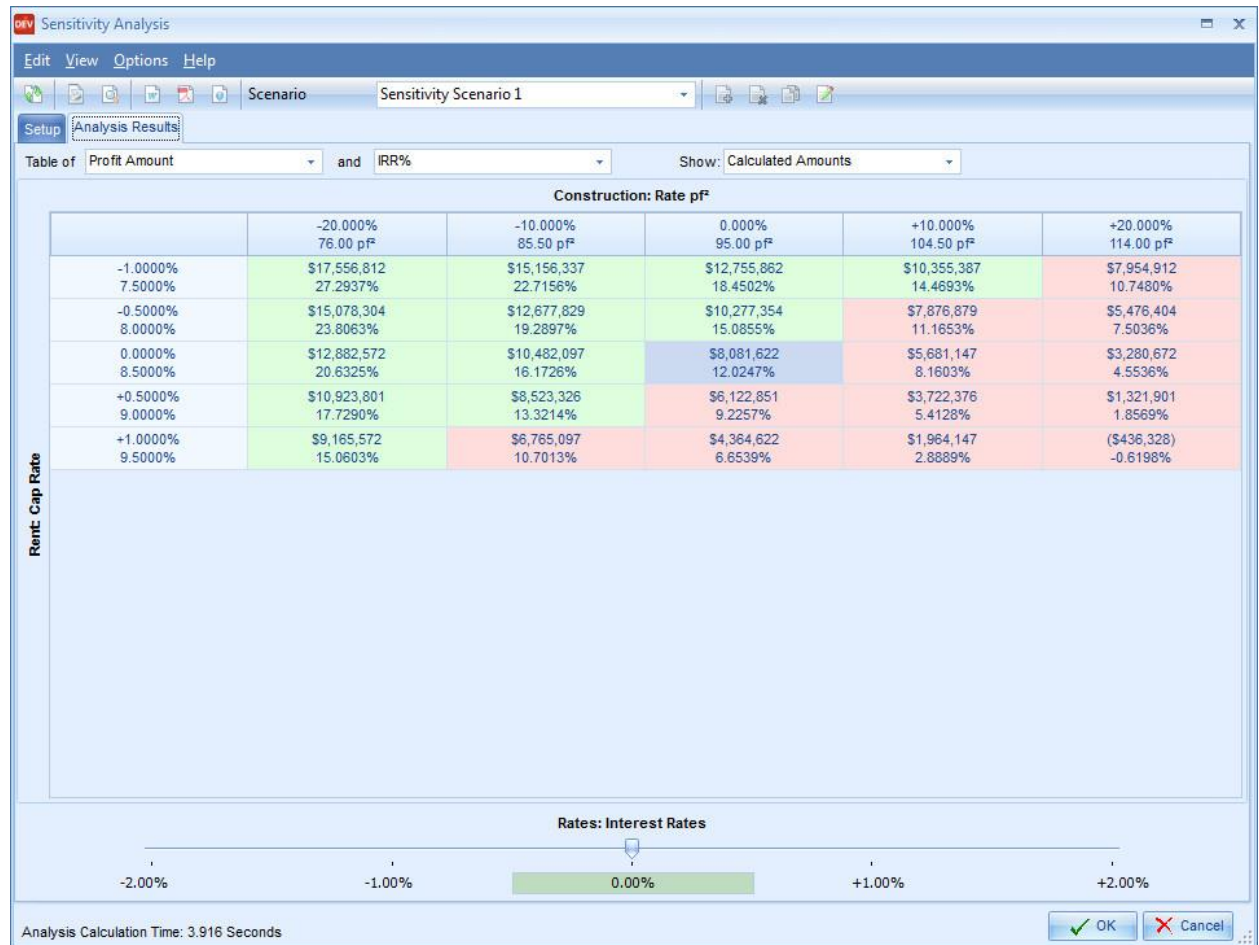 DEV Sensitivity Analysis
Edit View Options Help
Scenario Sensitivity Scenario 1
Setup Analysis Results
Table of Profit Amount and IRR% Show: Calculated Amounts
Construction: Rate pf²
-20.000% -10.000% 0.000% +10.000% +20.000%
76.00 pf² 85.50 pf² 95.00 pf² 104.50 pf² 114.00 pf²
-1.0000% $17,556,812 $15,156,337 $12,755,862 $10,355,387 $7,954,912
7.5000% 27.2937% 22.7156% 18.4502% 14.4693% 10.7480%
-0.5000% $15,078,304 $12,677,829 $10,277,354 $7,876,879 $5,476,404
8.0000% 23.8063% 19.2897% 15.0855% 11.1653% 7.5036%
0.0000% $12,882,572 $10,482,097 $8,081,622 $5,681,147 $3,280,672
8.5000% 20.6325% 16.1726% 12.0247% 8.1603% 4.5536%
+0.5000% $10,923,801 $8,523,326 $6,122,851 $3,722,376 $1,321,901
9.0000% 17.7290% 13.3214% 9.2257% 5.4128% 1.8569%
+1.0000% $9,165,572 $6,765,097 $4,364,622 $1,964,147 ($436,328)
9.5000% 15.0603% 10.7013% 6.6539% 2.8889% -0.6198%
Rent: Cap Rate
Rates: Interest Rates
-2.00% -1.00% 0.00% +1.00% +2.00%
Analysis Calculation Time: 3.916 Seconds OK Cancel